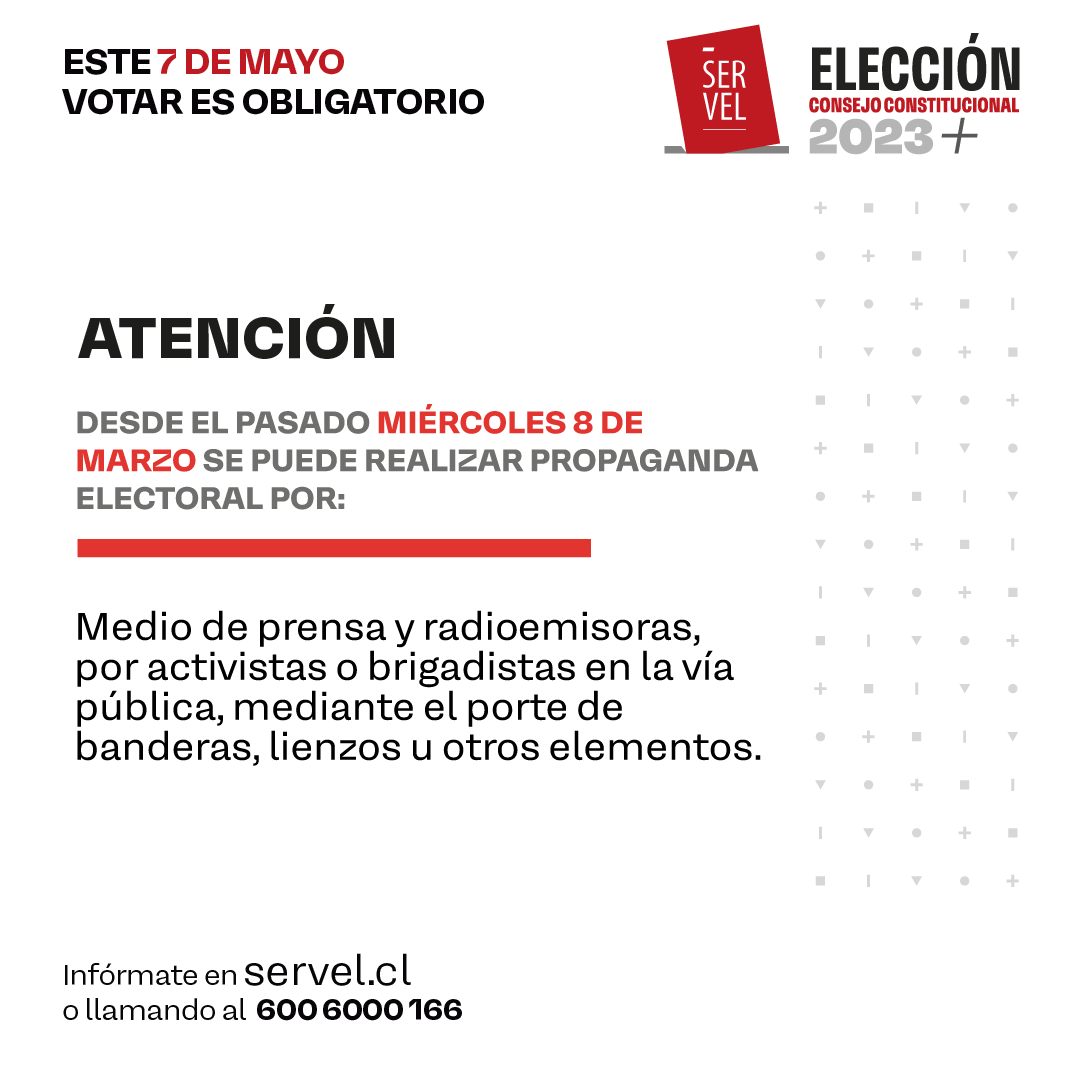 ESTE 7 DE MAYO
VOTAR ES OBLIGATORIO
SER
VEL
ELECCIÓN
CONSEJO CONSTITUCIONAL
2023+
ATENCIÓN
DESDE EL PASADO MIÉRCOLES 8 DE
MARZO SE PUEDE REALIZAR PROPAGANDA
ELECTORAL POR:
Medio de prensa y radioemisoras,
por activistas o brigadistas en la vía
pública, mediante el porte de
banderas, lienzos u otros elementos.
Infórmate en servel.cl
o llamando al 600 6000 166